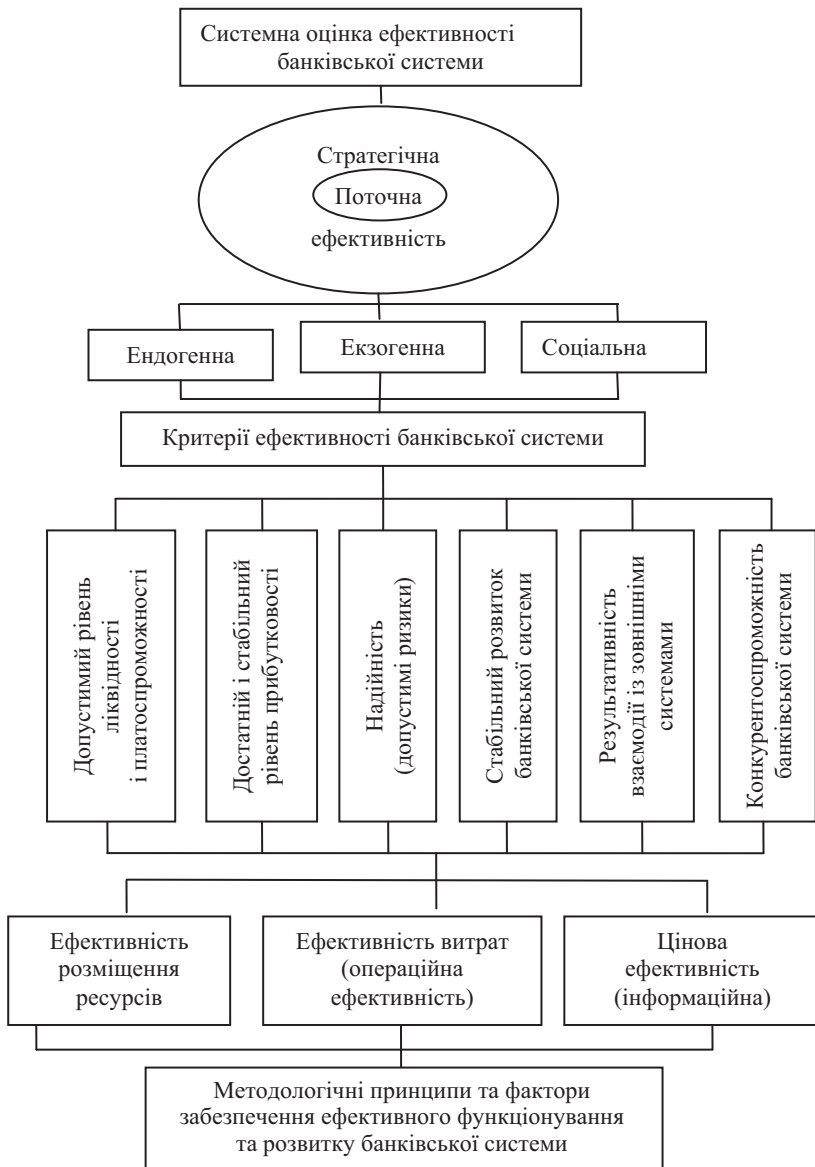 Системна оцінка ефективності
банківської системи
Стратегічна
Поточна
ефективність
Ендогенна
Екзогенна
Соціальна
Критерії ефективності банківської системи
Допустимий рівень
ліквідності
і платоспроможності
Достатній і стабільний
рівень прибутковості
Надійність
(допустимі ризики)
Стабільний розвиток
банківської системи
Результативність
взаємодії із зовнішніми
системами
Конкурентоспроможність
банківської системи
Ефективність
розміщення
ресурсів
Ефективність витрат
(операційна
ефективність)
Цінова
ефективність
(інформаційна)
Методологічні принципи та фактори
забезпечення ефективного функціонування
та розвитку банківської системи